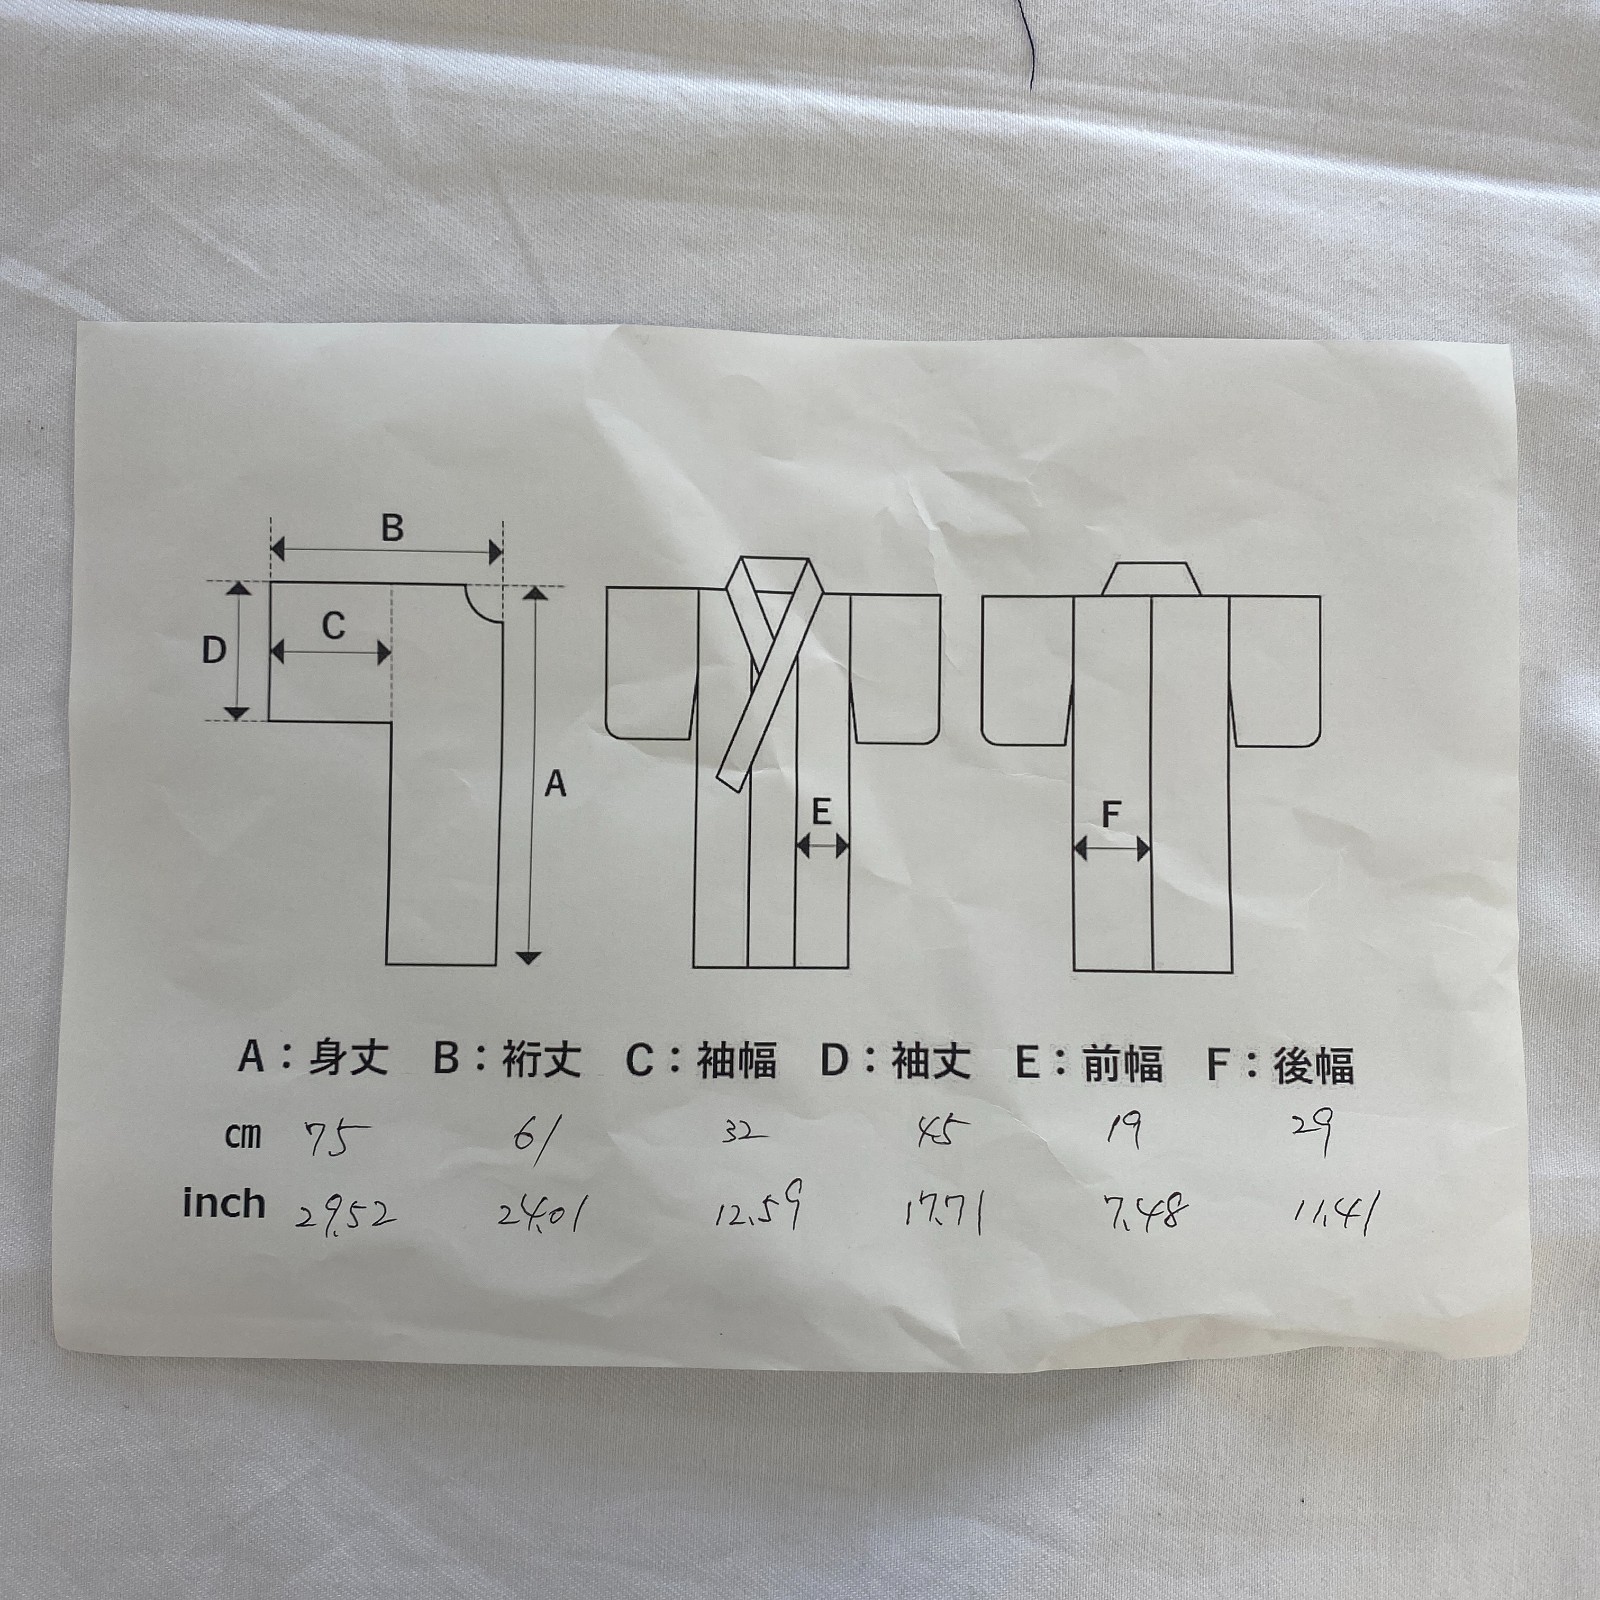 B
D C
A
E
F
A：身丈 B：裄丈 C：袖幅 D：袖丈 E：前幅 F：後幅
cm 75 61 32 45 19 29
inch 29.52 24.01 12.59 17.71 7.48 11.41